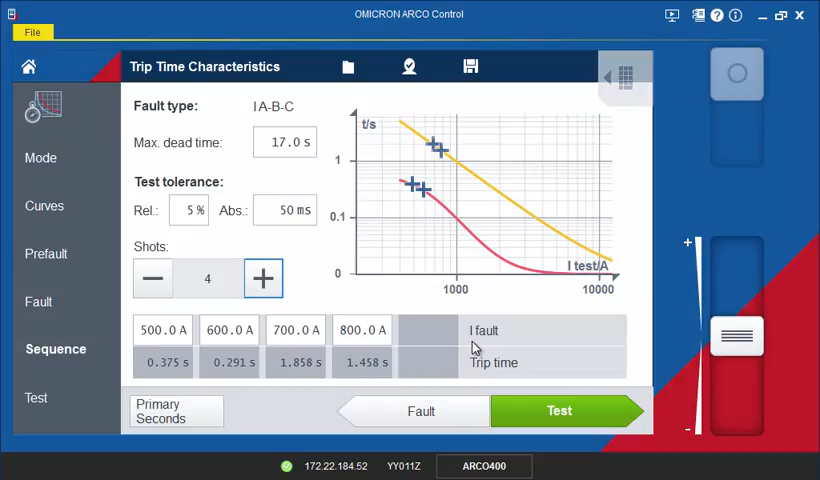 OMICRON ARCO Control
File
Trip Time Characteristics
Mode
Curves
Prefault
Fault
Sequence
Test
Fault type: I A-B-C
Max. dead time: 17.0 s
Test tolerance:
Rel.: 5 % Abs.: 50 ms
Shots:
4
t/s
1
0.1
0
I test/A
1000 10000
500.0 A 600.0 A 700.0 A 800.0 A I fault
0.375 s 0.291 s 1.858 s 1.458 s Trip time
Primary
Seconds
Fault
Test
+
-
172.22.184.52 YY011Z ARCO400